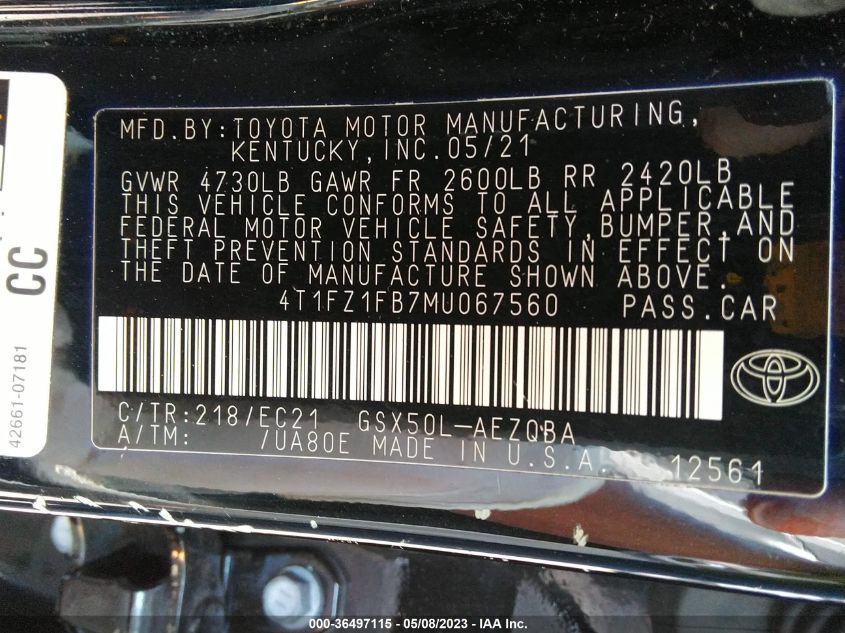 MFD.BY:TOYOTA MOTOR MANUFACTURING,
KENTUCKY,INC.05/21
GVWR 4730LB GAWR FR 2600LB RR 2420LB
THIS VEHICLE CONFORMS TO ALL APPLICABLE
FEDERAL MOTOR VEHICLE SAFETY,BUMPER,AND
THEFT PREVENTION STANDARDS IN EFFECT ON
THE DATE OF MANUFACTURE SHOWN ABOVE.
4T1FZ1FB7MU067560 PASS.CAR
C/TR:218/EC21 GSX50L-AEZQBA
A/TM: /UA80E MADE IN U.S.A.
12561
CC
42661-07181
000-36497115 - 05/08/2023 - IAA Inc.